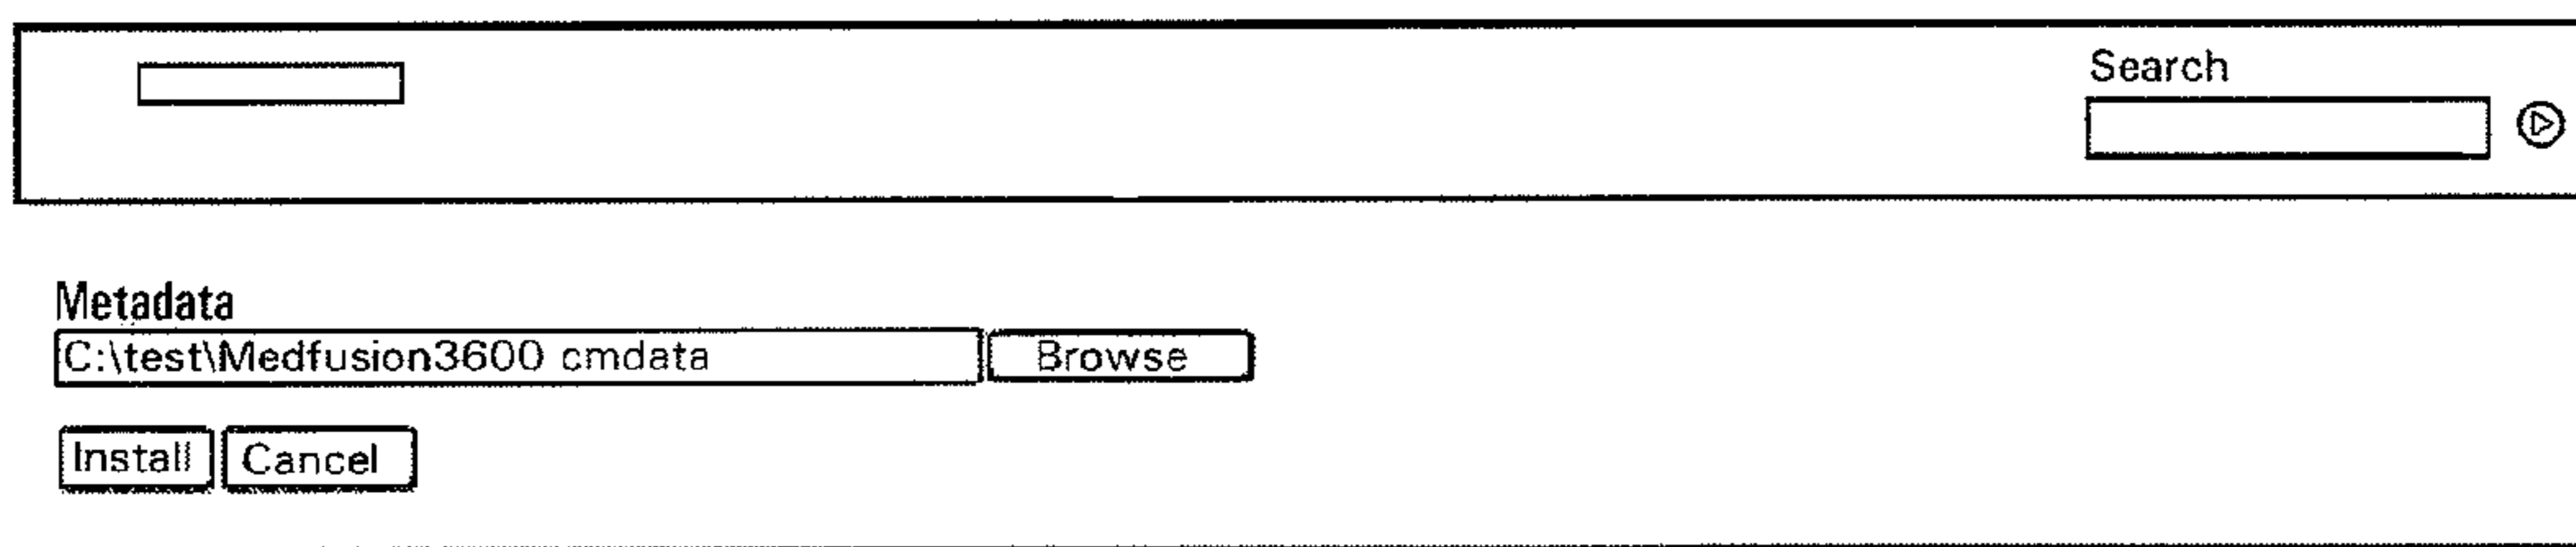 Search
Metadata
C:\test\Medfusion3600 cmdata Browse
Install Cancel